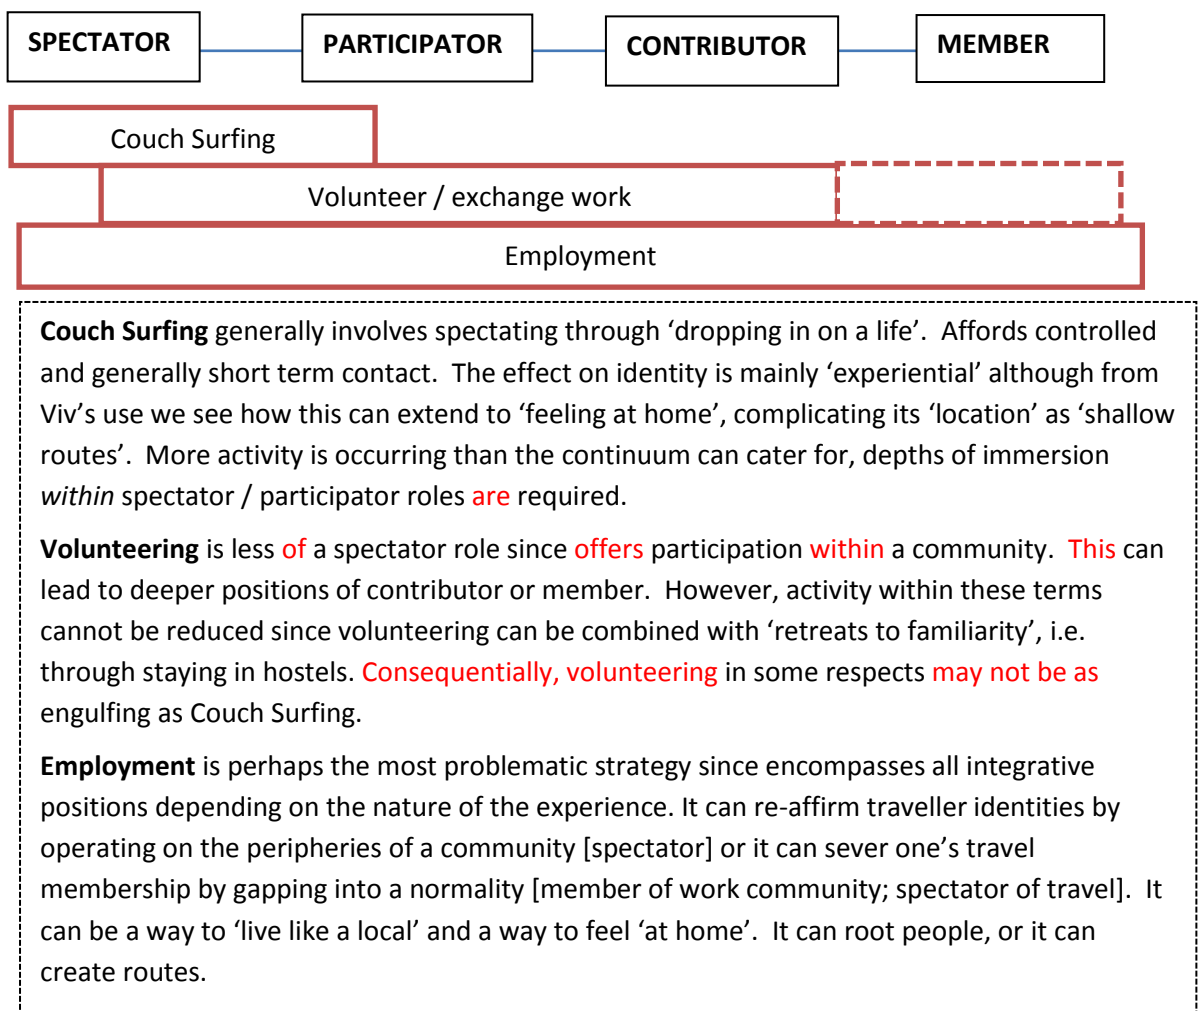 SPECTATOR PARTICIPATOR CONTRIBUTOR MEMBER
Couch Surfing
Volunteer / exchange work
Employment
Couch Surfing generally involves spectating through ‘dropping in on a life’. Affords controlled
and generally short term contact. The effect on identity is mainly ‘experiential’ although from
Viv’s use we see how this can extend to ‘feeling at home’, complicating its ‘location’ as ‘shallow
routes’. More activity is occurring than the continuum can cater for, depths of immersion
within spectator / participator roles are required.
Volunteering is less of a spectator role since offers participation within a community. This can
lead to deeper positions of contributor or member. However, activity within these terms
cannot be reduced since volunteering can be combined with ‘retreats to familiarity’, i.e.
through staying in hostels. Consequentially, volunteering in some respects may not be as
engulfing as Couch Surfing.
Employment is perhaps the most problematic strategy since encompasses all integrative
positions depending on the nature of the experience. It can re-affirm traveller identities by
operating on the peripheries of a community [spectator] or it can sever one’s travel
membership by gapping into a normality [member of work community; spectator of travel]. It
can be a way to ‘live like a local’ and a way to feel ‘at home’. It can root people, or it can
create routes.